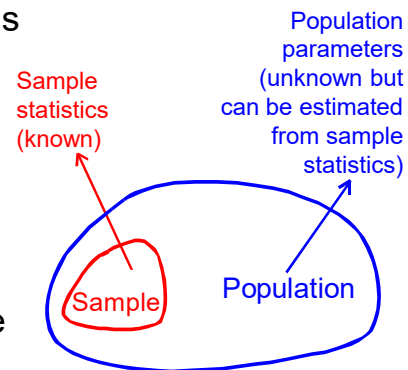 s
Sample
statistics
(known)
Population
parameters
(unknown but
can be estimated
from sample
statistics)
Sample
Population
e